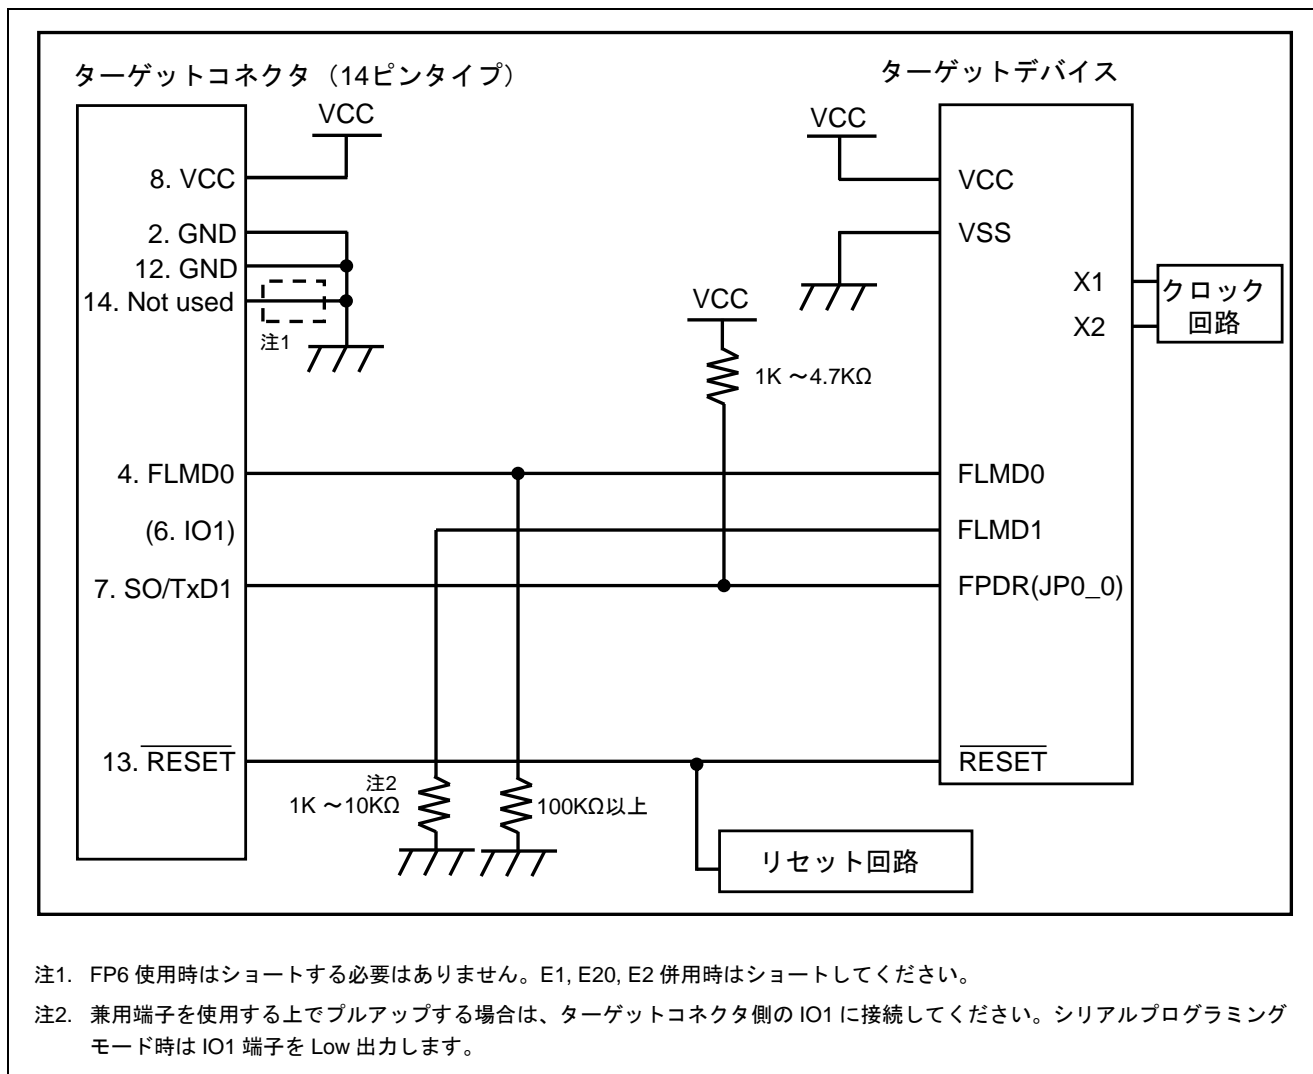 ターゲットコネクタ（14ピンタイプ）
ターゲットデバイス
VCC
8. VCC
2. GND
12. GND
14. Not used
注1
VCC
VCC
VSS
X1
X2
クロック
回路
VCC
1K ～4.7KΩ
4. FLMD0
FLMD0
(6. IO1)
FLMD1
7. SO/TxD1
FPDR(JP0_0)
13. RESET
RESET
注2
1K ～10KΩ
100KΩ以上
リセット回路
注1. FP6 使用時はショートする必要はありません。E1, E20, E2 併用時はショートしてください。
注2. 兼用端子を使用する上でプルアップする場合は、ターゲットコネクタ側の IO1 に接続してください。シリアルプログラミング
モード時は IO1 端子を Low 出力します。